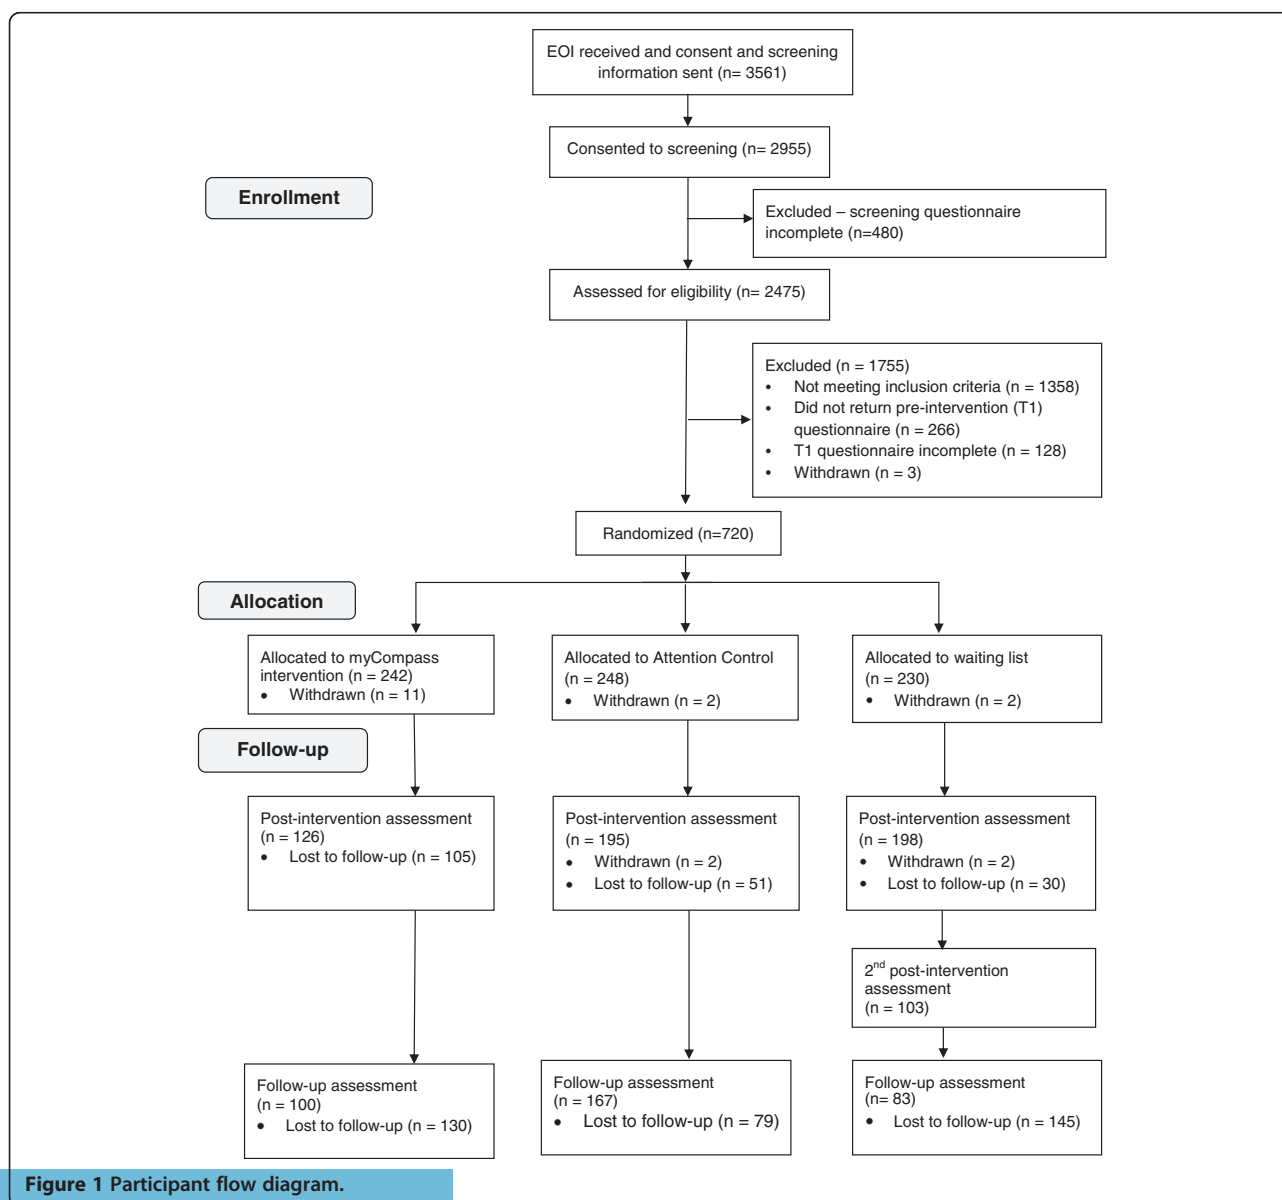 EOI received and consent and screening
information sent (n= 3561)
Consented to screening (n= 2955)
Enrollment
Excluded – screening questionnaire
incomplete (n=480)
Assessed for eligibility (n= 2475)
Excluded (n = 1755)
• Not meeting inclusion criteria (n = 1358)
• Did not return pre-intervention (T1)
questionnaire (n = 266)
• T1 questionnaire incomplete (n = 128)
• Withdrawn (n = 3)
Randomized (n=720)
Allocation
Allocated to myCompass
intervention (n = 242)
• Withdrawn (n = 11)
Allocated to Attention Control
(n = 248)
• Withdrawn (n = 2)
Allocated to waiting list
(n = 230)
• Withdrawn (n = 2)
Follow-up
Post-intervention assessment
(n = 126)
• Lost to follow-up (n = 105)
Post-intervention assessment
(n = 195)
• Withdrawn (n = 2)
• Lost to follow-up (n = 51)
Post-intervention assessment
(n = 198)
• Withdrawn (n = 2)
• Lost to follow-up (n = 30)
2nd post-intervention
assessment
(n = 103)
Follow-up assessment
(n = 100)
• Lost to follow-up (n = 130)
Follow-up assessment
(n = 167)
• Lost to follow-up (n = 79)
Follow-up assessment
(n= 83)
• Lost to follow-up (n = 145)
Figure 1 Participant flow diagram.